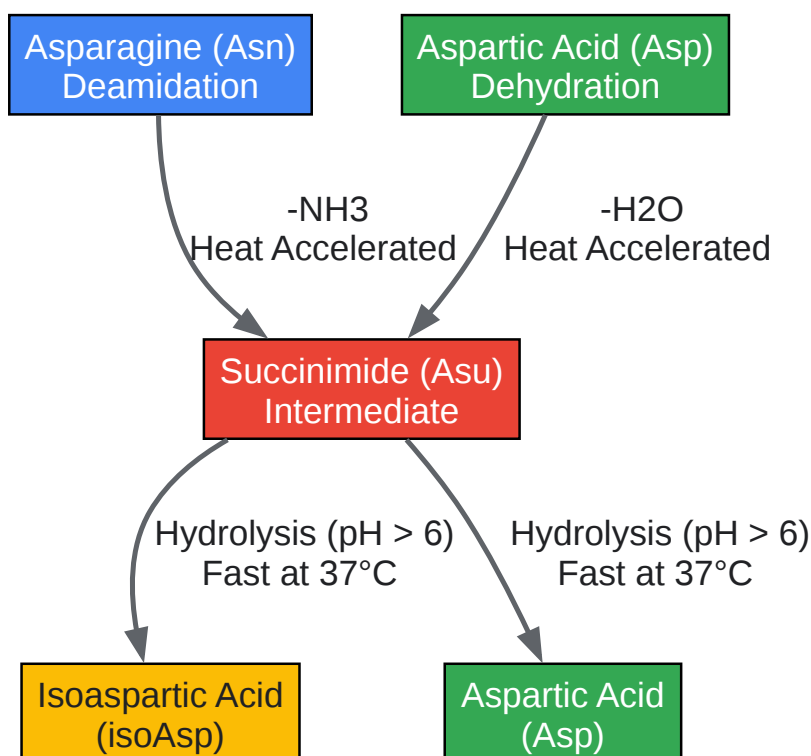 Asparagine (Asn)
Deamidation
Aspartic Acid (Asp)
Dehydration
-NH3
Heat Accelerated
-H2O
Heat Accelerated
Succinimide (Asu)
Intermediate
Hydrolysis (pH > 6)
Fast at 37°C
Hydrolysis (pH > 6)
Fast at 37°C
Isoaspartic Acid
(isoAsp)
Aspartic Acid
(Asp)